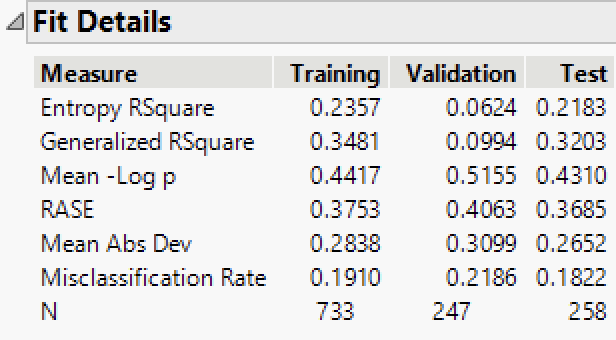 Fit Details
Measure Training Validation Test
Entropy RSquare 0.2357 0.0624 0.2183
Generalized RSquare 0.3481 0.0994 0.3203
Mean -Log p 0.4417 0.5155 0.4310
RASE 0.3753 0.4063 0.3685
Mean Abs Dev 0.2838 0.3099 0.2652
Misclassification Rate 0.1910 0.2186 0.1822
N 733 247 258